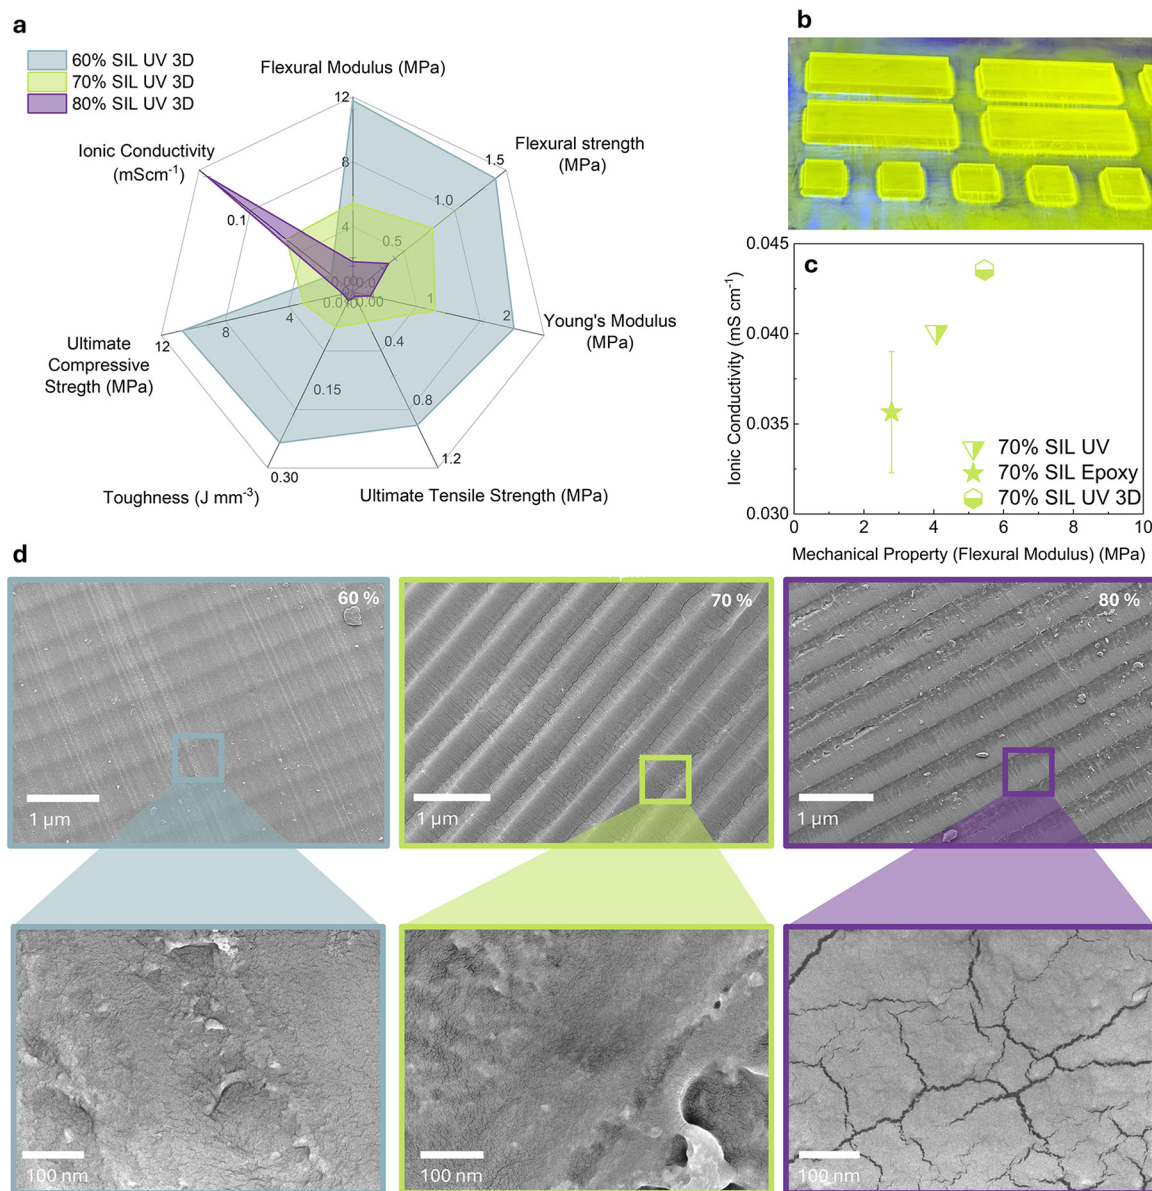 a
60% SIL UV 3D
70% SIL UV 3D
80% SIL UV 3D
Flexural Modulus (MPa)
12
8
4
Flexural strength
(MPa)
1.5
1.0
0.5
Ionic Conductivity
(mScm-1)
0.1
Young's Modulus
(MPa)
2
1
Ultimate
Compressive
Stregth (MPa)
12
8
4
0.4
0.8
1.2
0.15
0.30
Toughness (J mm-3)
Ultimate Tensile Strength (MPa)
b
c
Ionic Conductivity (mS cm-1)
0.045
0.040
0.035
0.030
70% SIL UV
70% SIL Epoxy
70% SIL UV 3D
0 2 4 6 8 10
Mechanical Property (Flexural Modulus) (MPa)
d
60 %
1 µm
70 %
1 µm
80 %
1 µm
100 nm
100 nm
100 nm